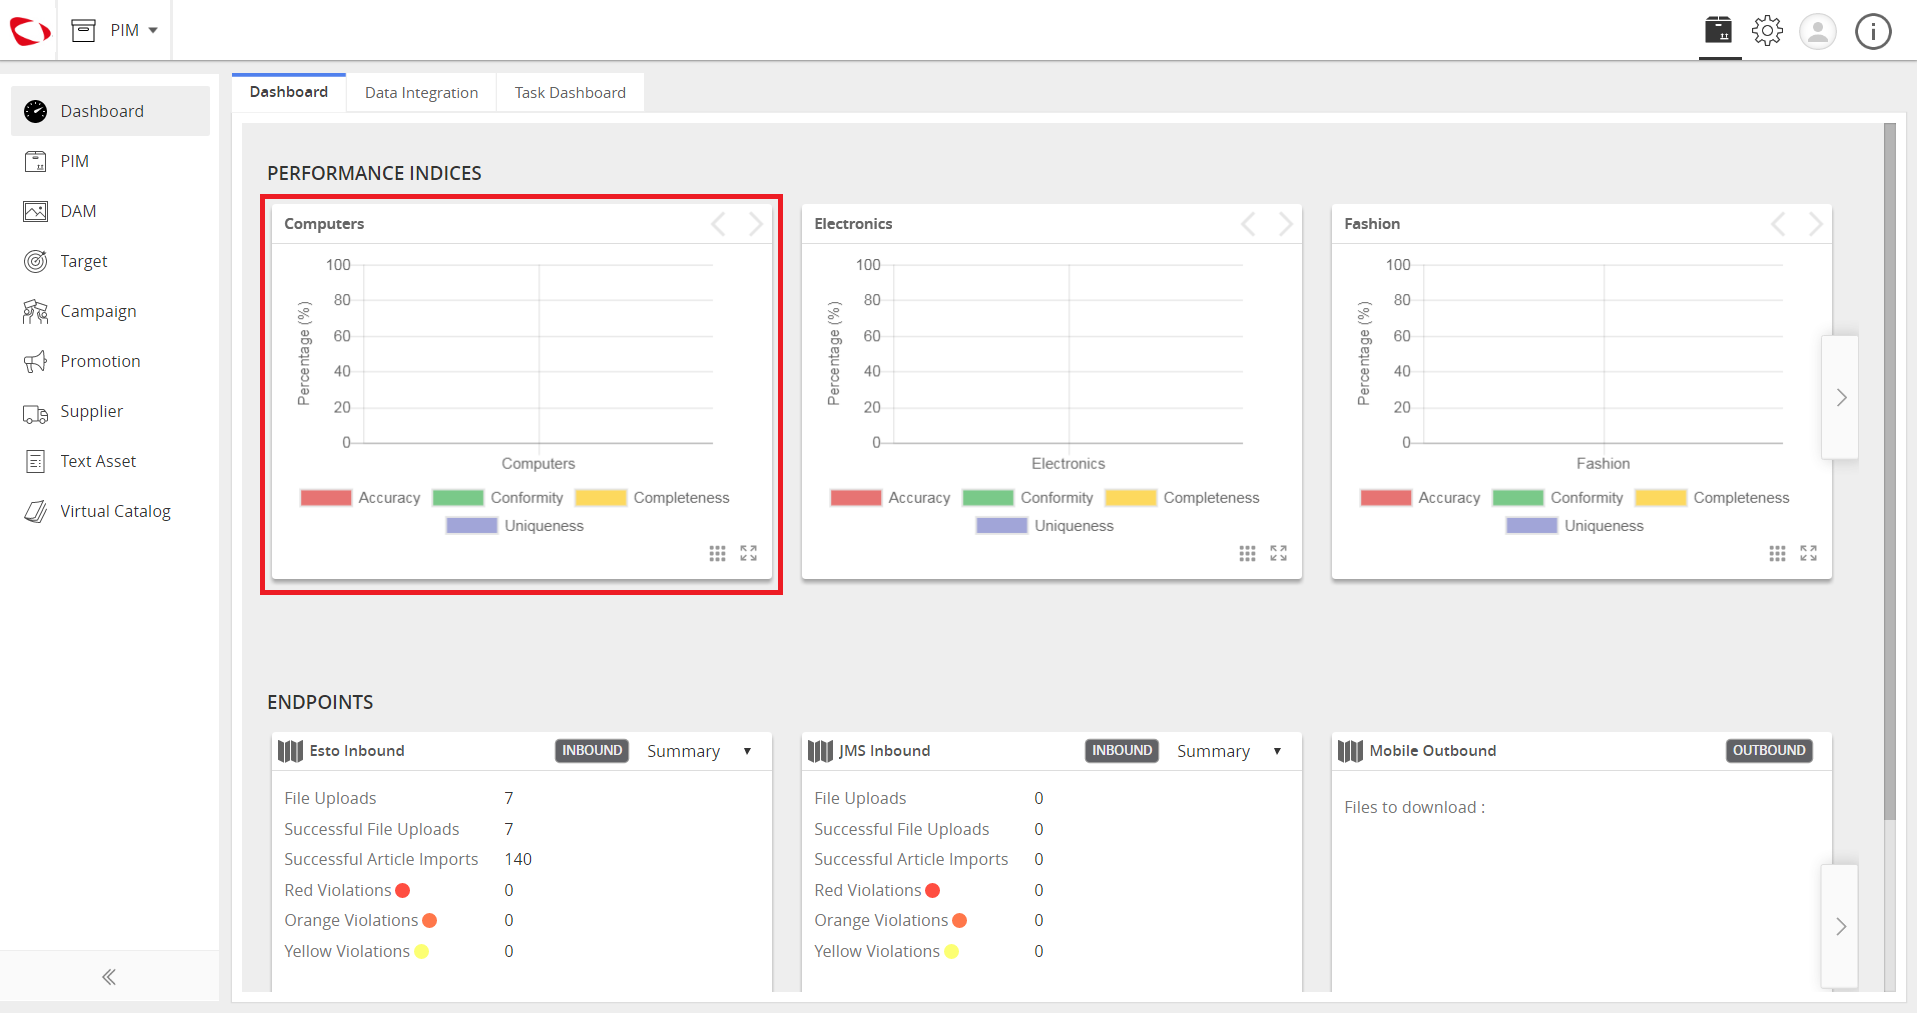 PIM
Dashboard
PIM
DAM
Target
Campaign
Promotion
Supplier
Text Asset
Virtual Catalog
Dashboard Data Integration Task Dashboard
PERFORMANCE INDICES
Computers
100
80
60
40
20
0
Percentage (%)
Computers
Accuracy Conformity Completeness
Uniqueness
Electronics
100
80
60
40
20
0
Percentage (%)
Electronics
Accuracy Conformity Completeness
Uniqueness
Fashion
100
80
60
40
20
0
Percentage (%)
Fashion
Accuracy Conformity Completeness
Uniqueness
ENDPOINTS
Esto Inbound INBOUND Summary
File Uploads 7
Successful File Uploads 7
Successful Article Imports 140
Red Violations 0
Orange Violations 0
Yellow Violations 0
JMS Inbound INBOUND Summary
File Uploads 0
Successful File Uploads 0
Successful Article Imports 0
Red Violations 0
Orange Violations 0
Yellow Violations 0
Mobile Outbound OUTBOUND
Files to download :